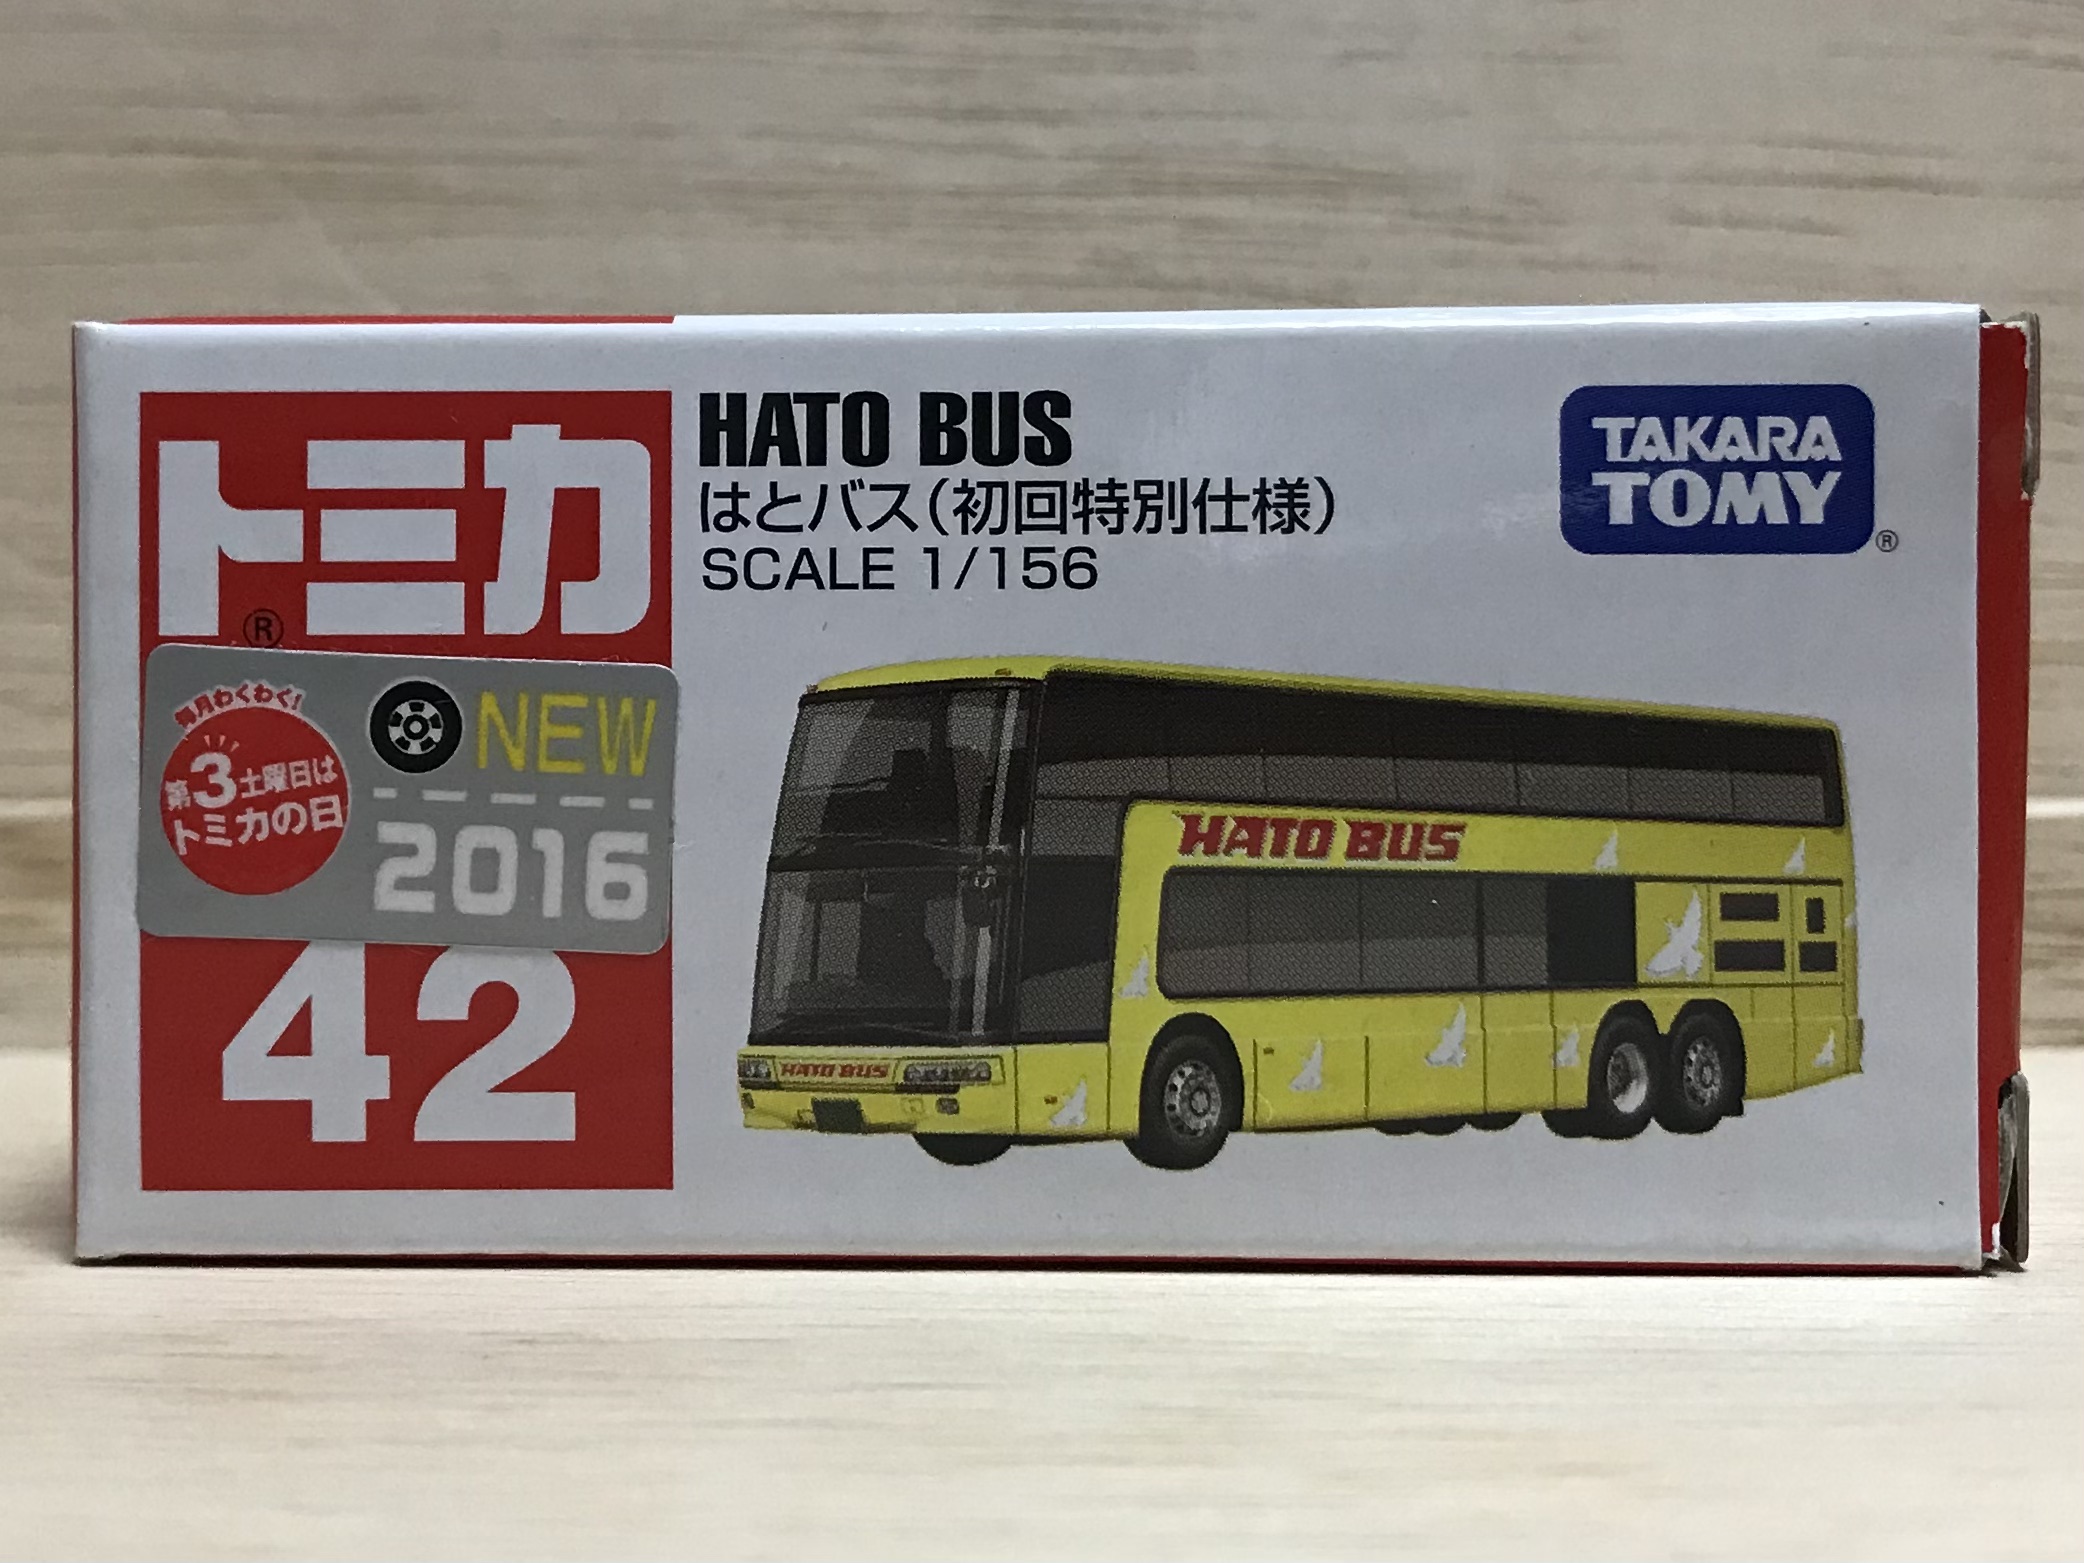 トミカ
®
毎月わくわく!
第3土曜日は
トミカの日
NEW
2016
42
HATO BUS
はとバス(初回特別仕様)
SCALE 1/156
TAKARA
TOMY
®
HATO BUS
HATO BUS